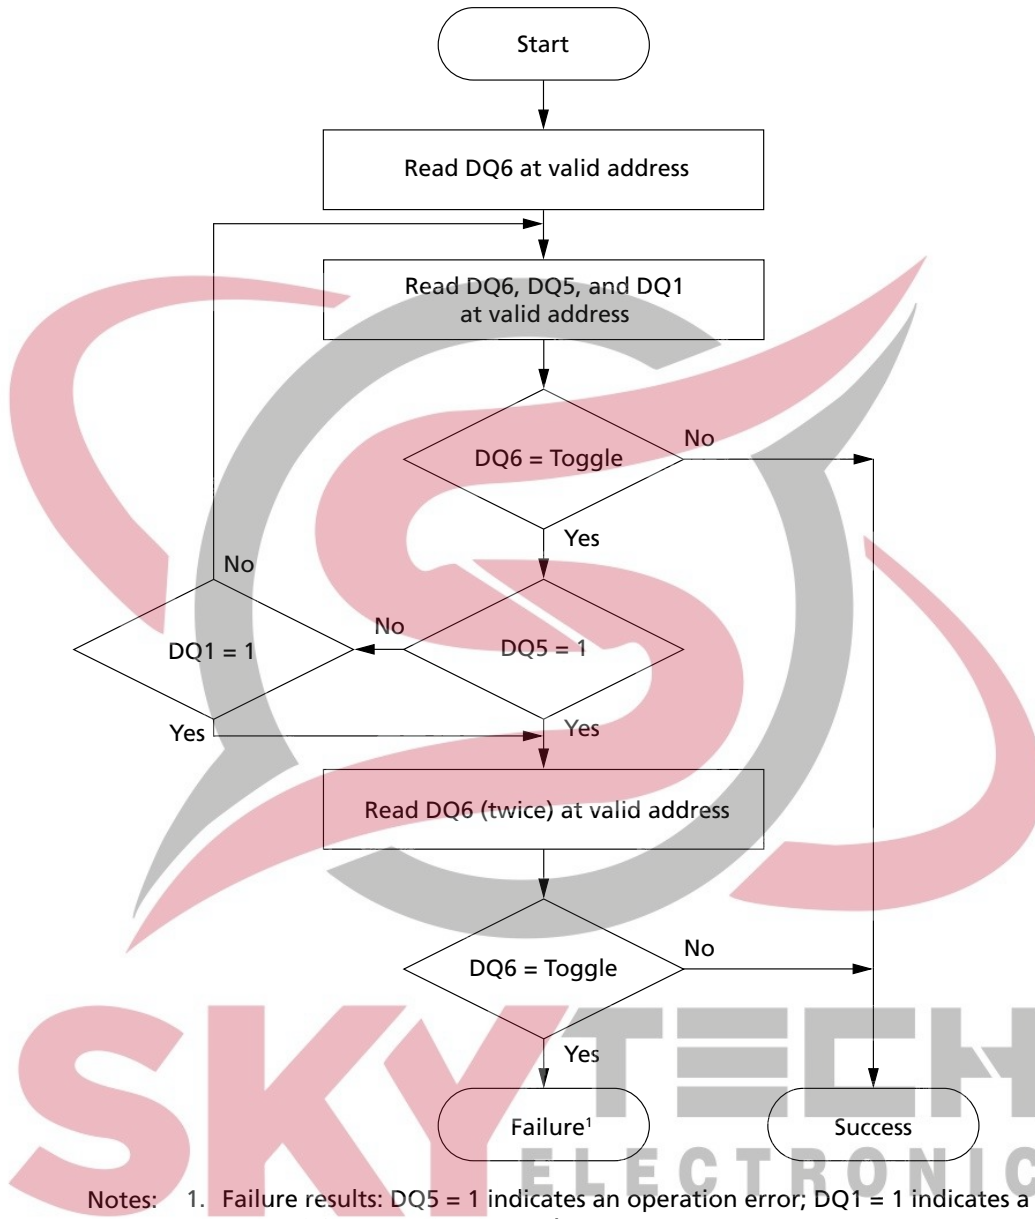 Start
Read DQ6 at valid address
Read DQ6, DQ5, and DQ1
at valid address
DQ6 = Toggle
No
Yes
No
DQ1 = 1
No
DQ5 = 1
Yes
Yes
Read DQ6 (twice) at valid address
DQ6 = Toggle
No
Yes
Failure¹
Success
SKYTECH
ELECTRONIC
Notes: 1. Failure results: DQ5 = 1 indicates an operation error; DQ1 = 1 indicates a